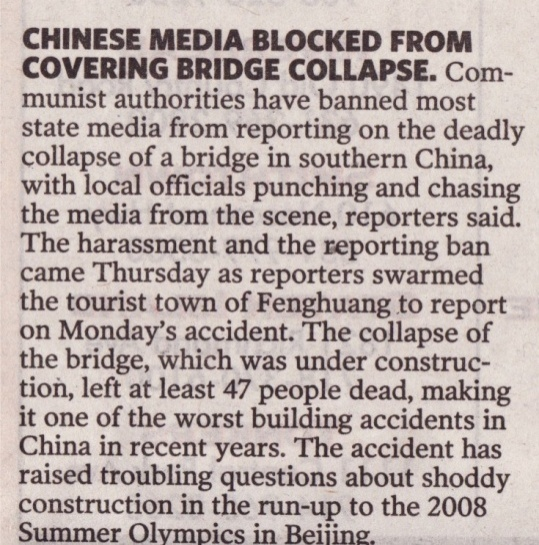 CHINESE MEDIA BLOCKED FROM
COVERING BRIDGE COLLAPSE. Com-
munist authorities have banned most
state media from reporting on the deadly
collapse of a bridge in southern China,
with local officials punching and chasing
the media from the scene, reporters said.
The harassment and the reporting ban
came Thursday as reporters swarmed
the tourist town of Fenghuang to report
on Monday's accident. The collapse of
the bridge, which was under construc-
tion, left at least 47 people dead, making
it one of the worst building accidents in
China in recent years. The accident has
raised troubling questions about shoddy
construction in the run-up to the 2008
Summer Olympics in Beijing.